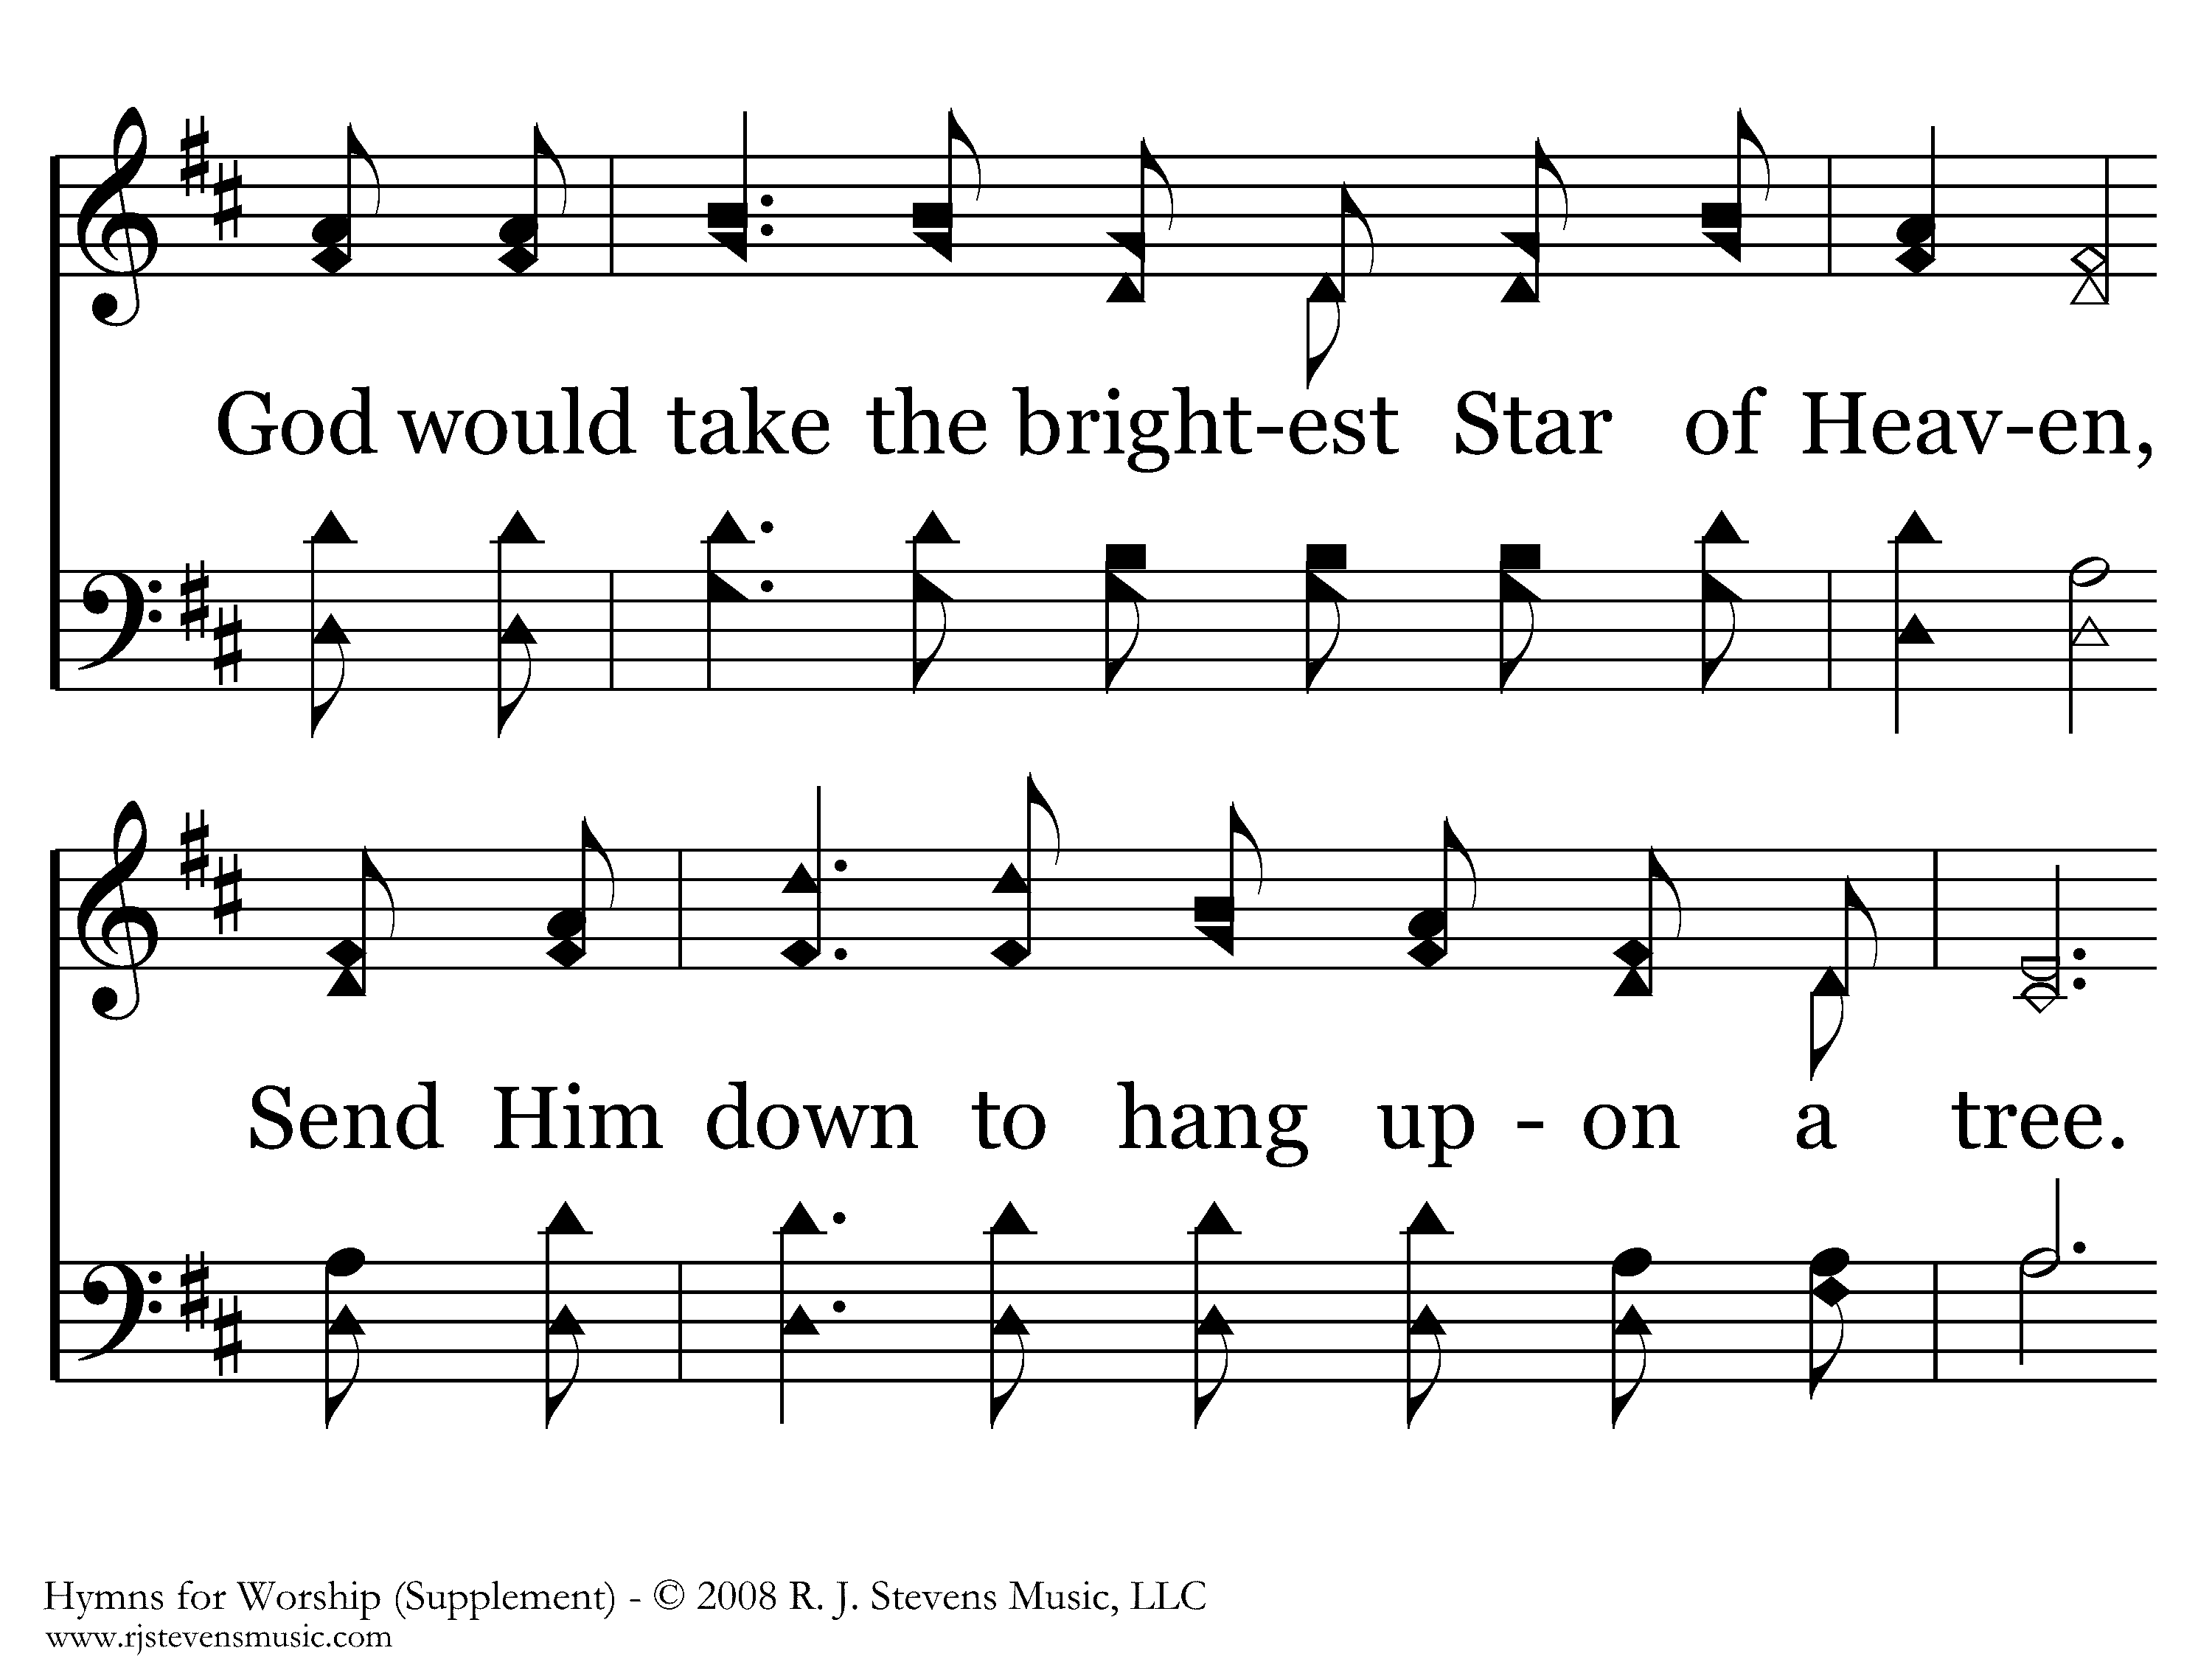 God would take the bright-est Star of Heav-en,
Send Him down to hang up - on a tree.
Hymns for Worship (Supplement) - © 2008 R. J. Stevens Music, LLC
www.rjstevensmusic.com